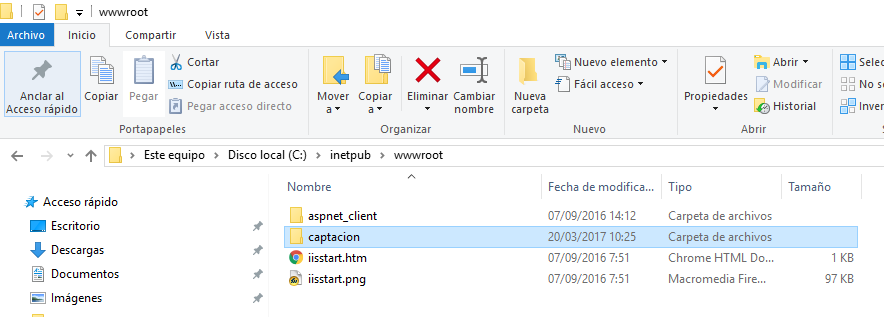 wwwroot
Archivo Inicio Compartir Vista
Anclar al Acceso rápido
Copiar
Pegar
Cortar
Copiar ruta de acceso
Pegar acceso directo
Portapapeles
Mover a
Copiar a
Eliminar
Cambiar nombre
Organizar
Nueva carpeta
Nuevo elemento
Fácil acceso
Nuevo
Propiedades
Abrir
Modificar
Historial
Abrir
Selec
No se
Inver
Este equipo Disco local (C:) inetpub wwwroot
Acceso rápido
Escritorio
Descargas
Documentos
Imágenes
Nombre Fecha de modifica... Tipo Tamaño
aspnet_client 07/09/2016 14:12 Carpeta de archivos
captacion 20/03/2017 10:25 Carpeta de archivos
iisstart.htm 07/09/2016 7:51 Chrome HTML Do... 1 KB
iisstart.png 07/09/2016 7:51 Macromedia Fire... 97 KB